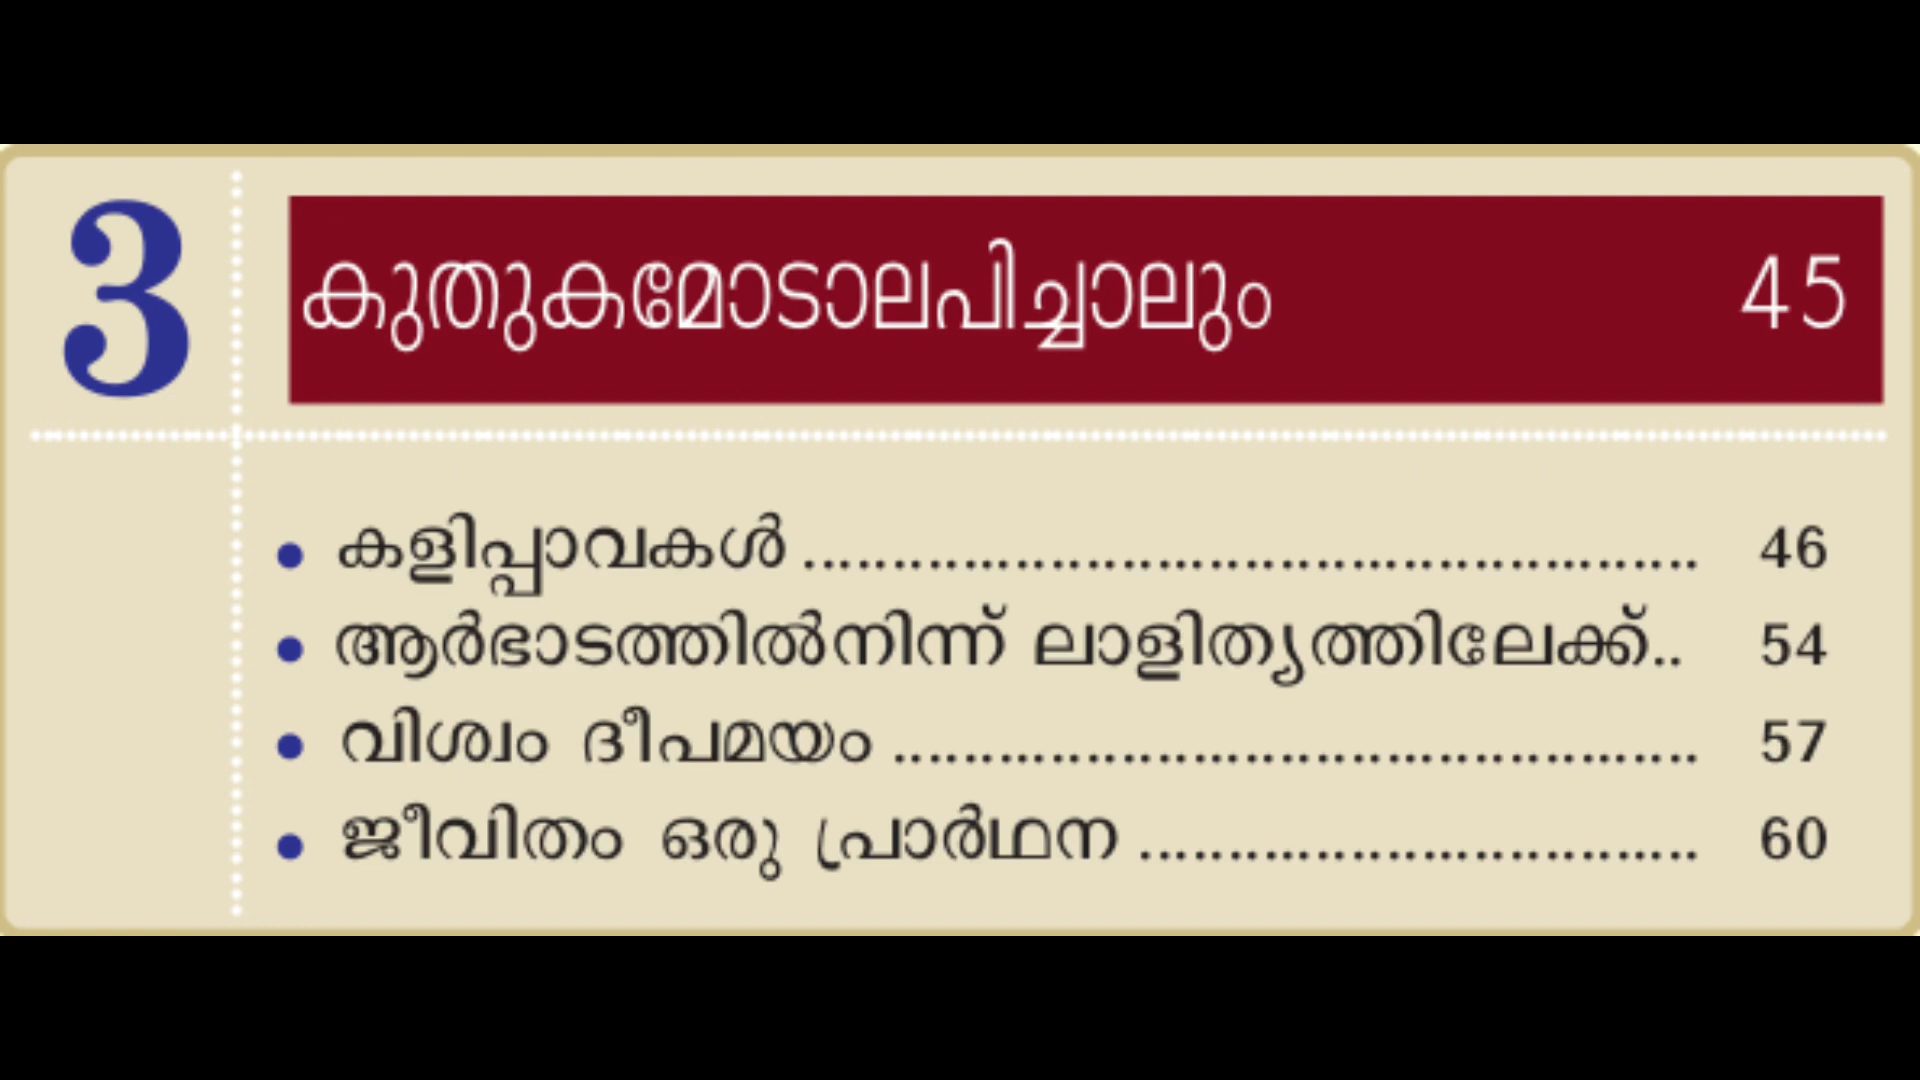 3
കുതുകമോടാലപിച്ചാലും 45
• കളിപ്പാവകൾ .................................................. 46
• ആർഭാടത്തിൽനിന്ന് ലാളിത്യത്തിലേക്ക്.. 54
• വിശ്വം ദീപമയം ............................................. 57
• ജീവിതം ഒരു പ്രാർഥന ............................... 60